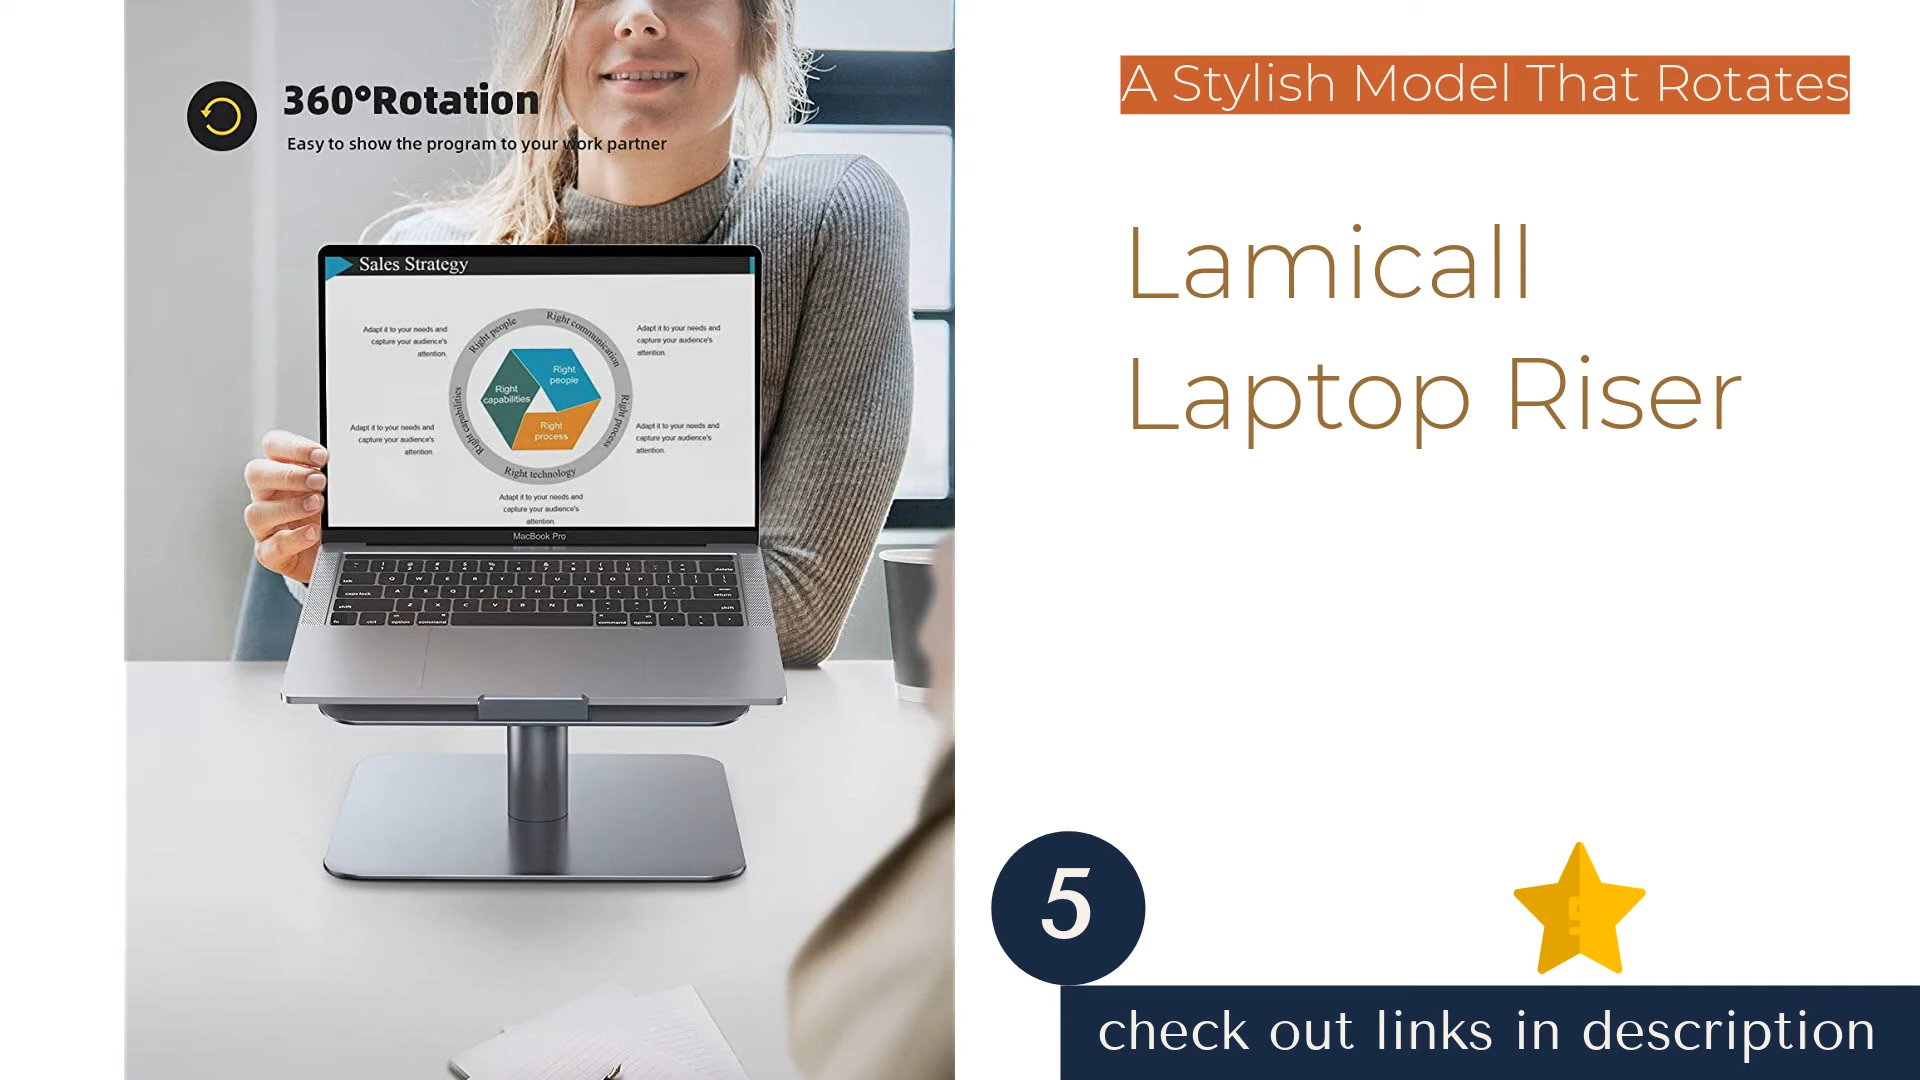 360°Rotation
Easy to show the program to your work partner
A Stylish Model That Rotates
Lamicall
Laptop Riser
Sales Strategy
Right people
Right communication
Right capabilities
Right process
Right technology
Right
people
Right
capabilities
Right
process
Adapt it to your needs and
capture your audience's
attention.
Adapt it to your needs and
capture your audience's
attention.
Adapt it to your needs and
capture your audience's
attention.
Adapt it to your needs and
capture your audience's
attention.
Adapt it to your needs and
capture your audience's
attention.
MacBook Pro
5
check out links in description